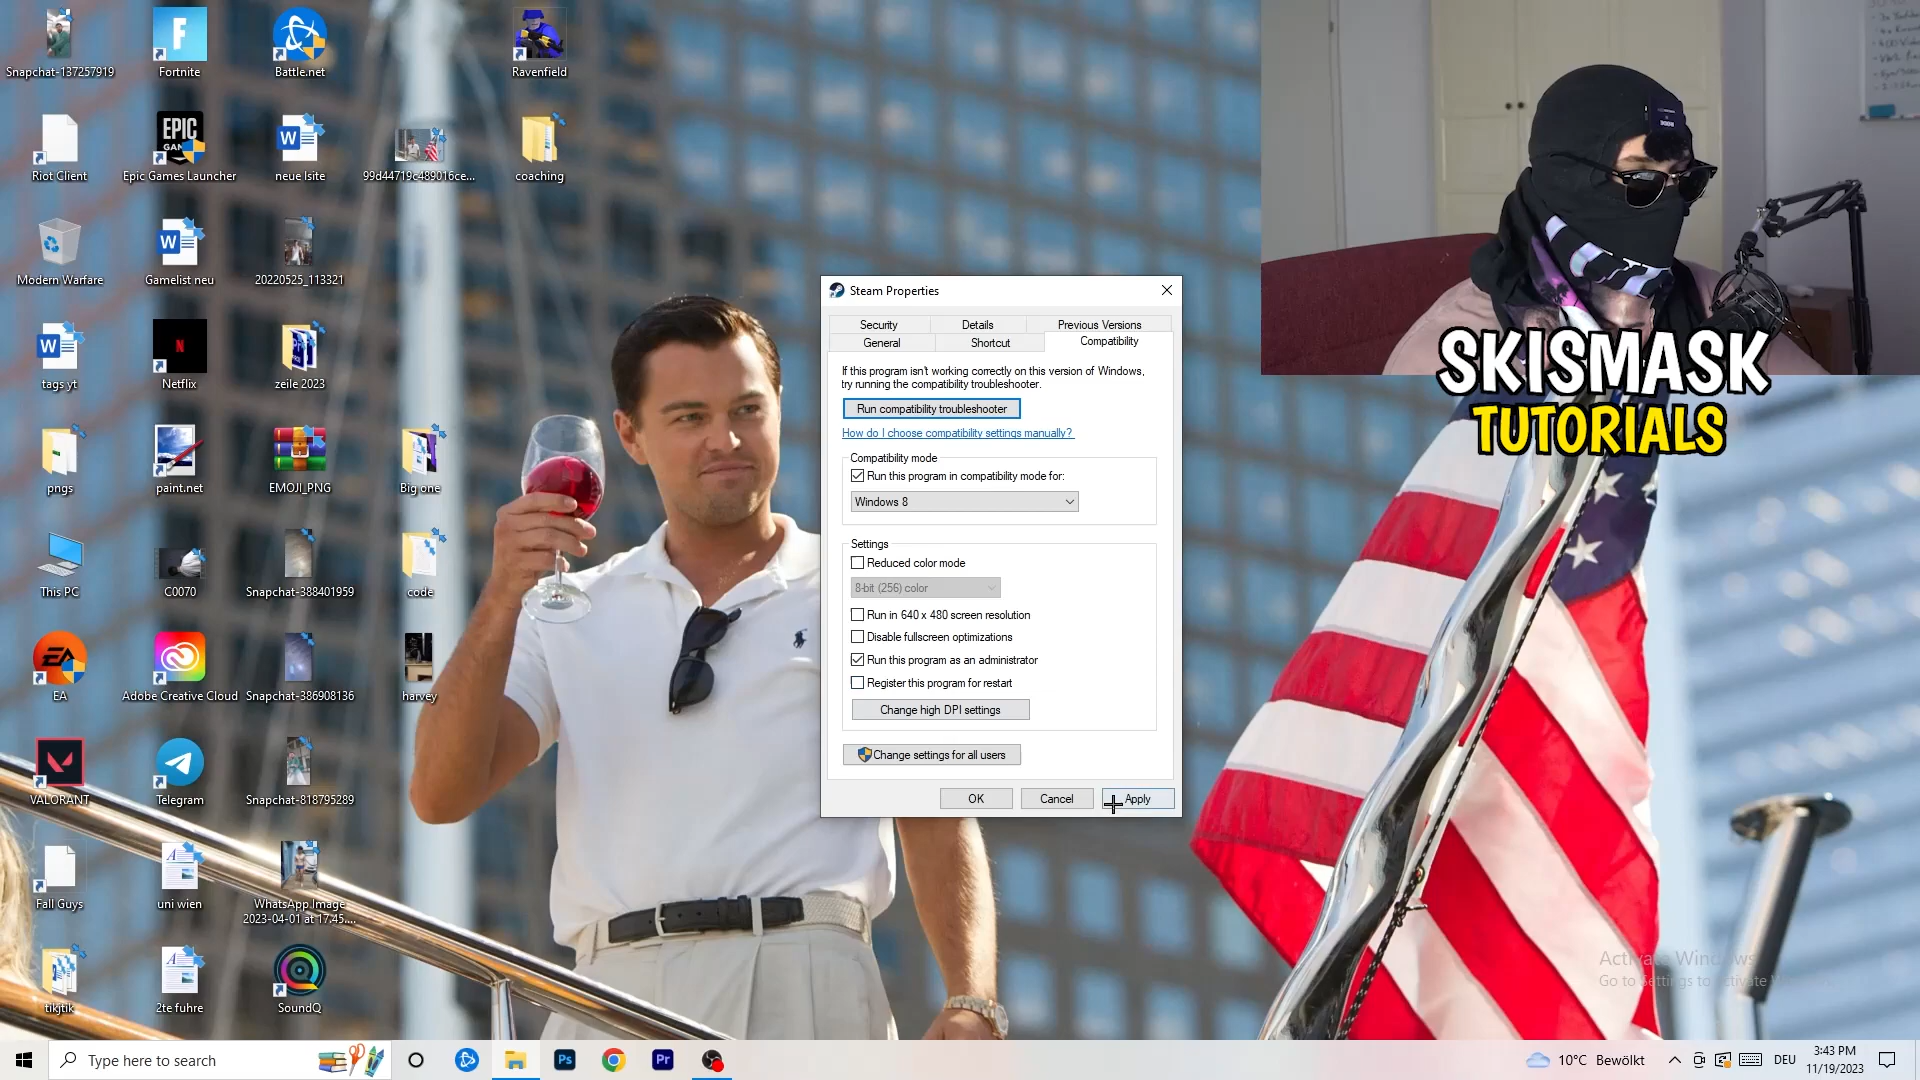 Snapchat-137257919
Fortnite
Battle.net
Ravenfield
EPIC
Riot Client
Epic Games Launcher
neue lsite
99d44719c489016ce...
coaching
Modern Warfare
Gamelist neu
20220525_113321
tags yt
Netflix
zeile 2023
pngs
paint.net
EMOJI_PNG
Big one
This PC
C0070
Snapchat-388401959
code
EA
Adobe Creative Cloud
Snapchat-386908136
harvey
VALORANT
Telegram
Snapchat-818795289
Fall Guys
uni wien
WhatsApp Image
2023-04-01 at 17.45....
tikjtik
2te fuhre
SoundQ
Steam Properties
Security
Details
Previous Versions
General
Shortcut
Compatibility
If this program isn't working correctly on this version of Windows,
try running the compatibility troubleshooter.
Run compatibility troubleshooter
How do I choose compatibility settings manually?
Compatibility mode
Run this program in compatibility mode for:
Windows 8
Settings
Reduced color mode
8-bit (256) color
Run in 640 x 480 screen resolution
Disable fullscreen optimizations
Run this program as an administrator
Register this program for restart
Change high DPI settings
Change settings for all users
OK
Cancel
Apply
SKISMASK
TUTORIALS
Activate Windows
Go to Settings to activate
Type here to search
Ps
Pr
10°C Bewölkt
DEU
3:43 PM
11/19/2023